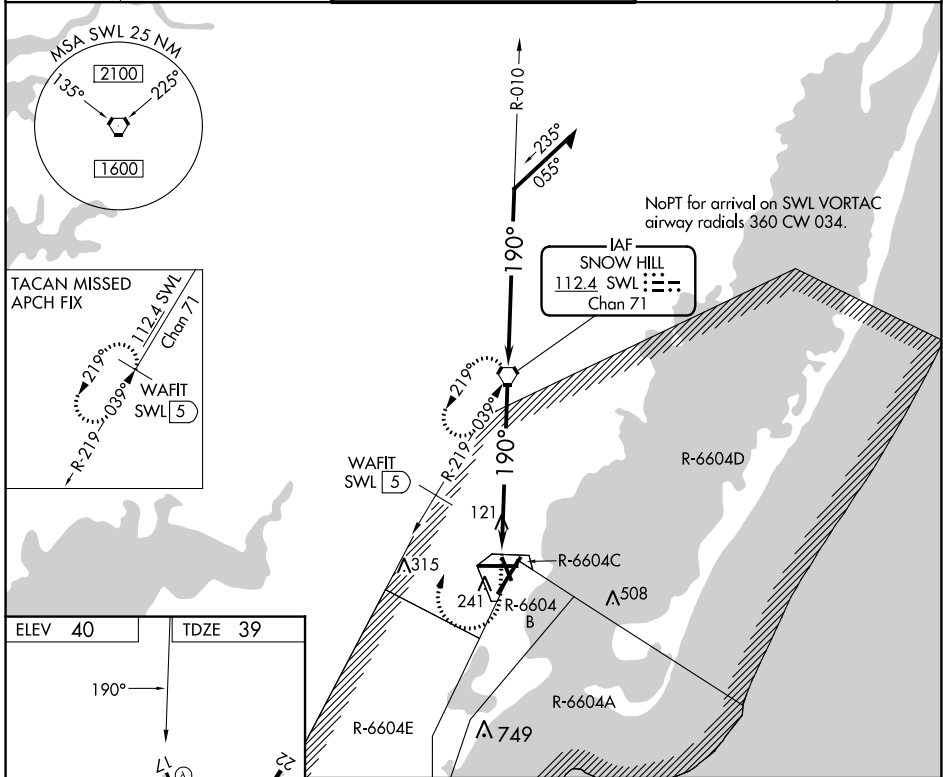 MSA SWL 25 NM
2100
135°
225°
1600
R-010
235°
055°
NoPT for arrival on SWL VORTAC
airway radials 360 CW 034.
190°
IAF
SNOW HILL
112.4 SWL
Chan 71
TACAN MISSED
APCH FIX
112.4 SWL
Chan 71
219°
039°
WAFIT
SWL 5
R-219
219°
039°
R-219
190°
WAFIT
SWL 5
R-6604D
121
315
R-6604C
241
R-6604
B
508
ELEV 40
TDZE 39
190°
R-6604A
R-6604E
749
17
A
22